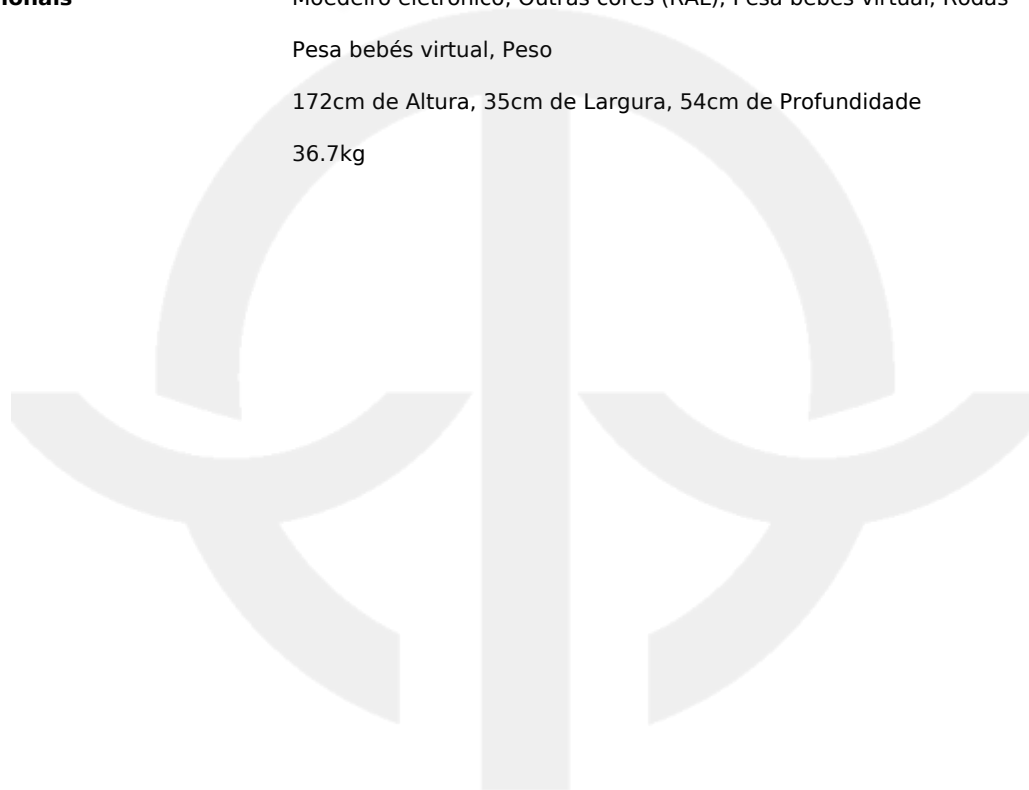 ionais Moedeiro eletrónico, Outras cores (RAL), Pesa bebés virtual, Rodas
Pesa bebés virtual, Peso
172cm de Altura, 35cm de Largura, 54cm de Profundidade
36.7kg